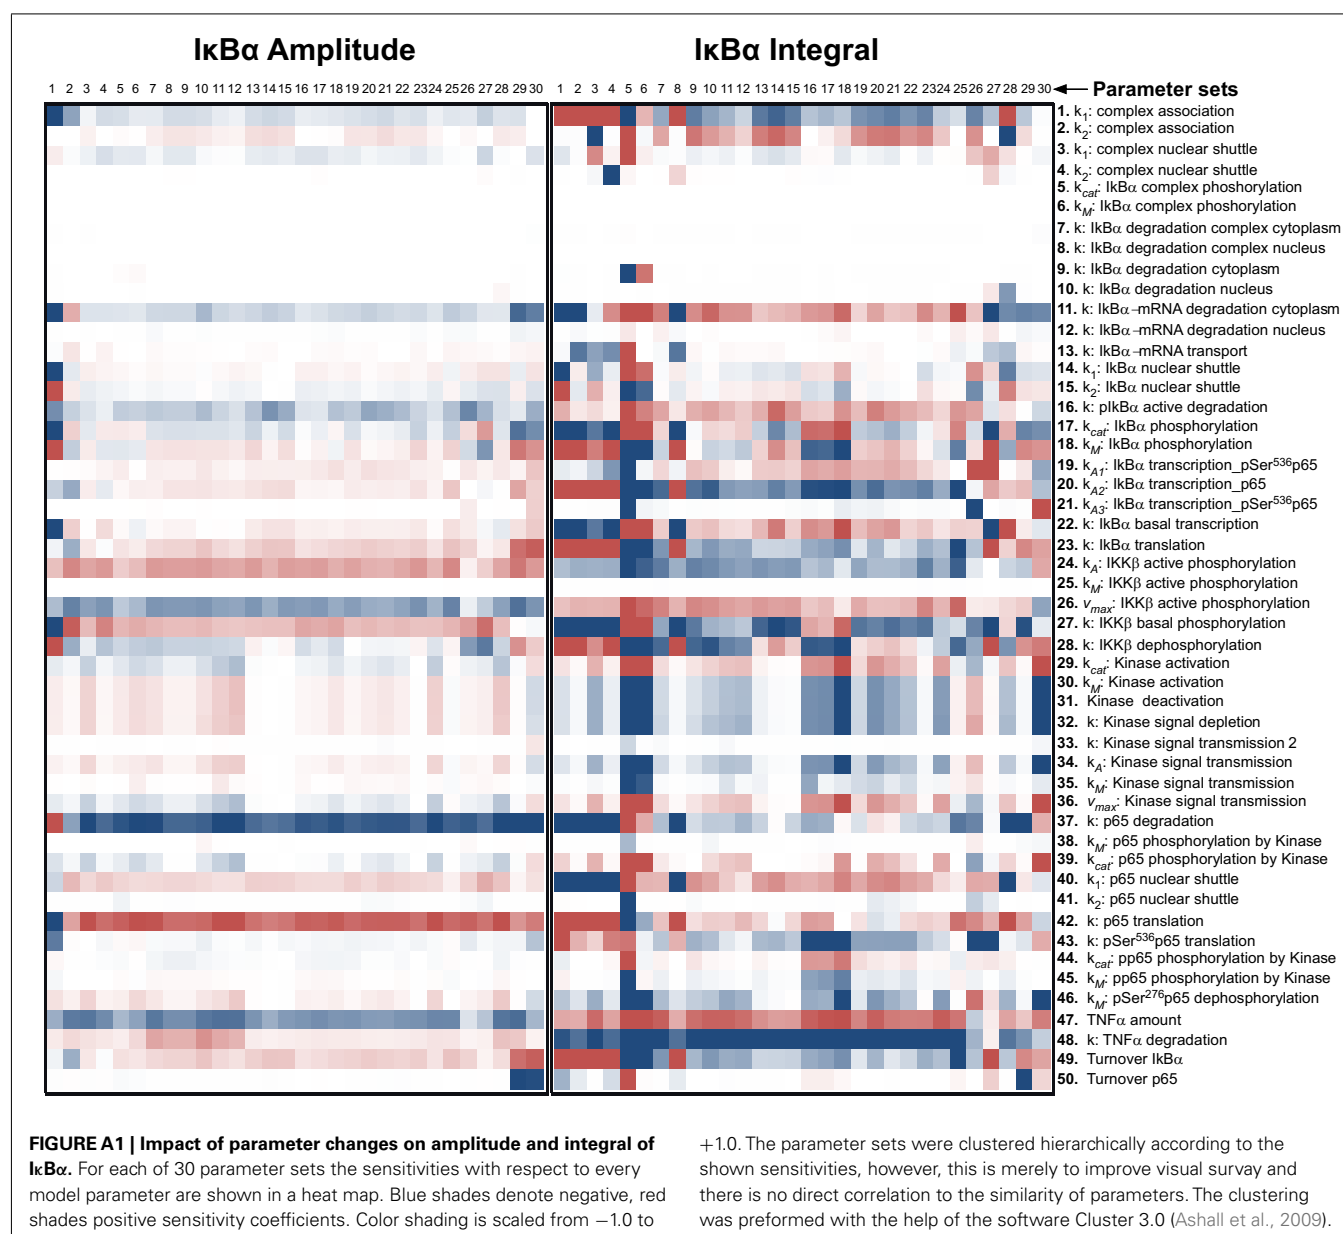 IκBα Amplitude
IκBα Integral
1 2 3 4 5 6 7 8 9 10 11 12 13 14 15 16 17 18 19 20 21 22 23 24 25 26 27 28 29 30
1 2 3 4 5 6 7 8 9 10 11 12 13 14 15 16 17 18 19 20 21 22 23 24 25 26 27 28 29 30
Parameter sets
1. k1: complex association
2. k2: complex association
3. k1: complex nuclear shuttle
4. k2: complex nuclear shuttle
5. kcat: IkBα complex phoshorylation
6. kM: IkBα complex phoshorylation
7. k: IkBα degradation complex cytoplasm
8. k: IkBα degradation complex nucleus
9. k: IkBα degradation cytoplasm
10. k: IkBα degradation nucleus
11. k: IkBα-mRNA degradation cytoplasm
12. k: IkBα-mRNA degradation nucleus
13. k: IkBα-mRNA transport
14. k1: IkBα nuclear shuttle
15. k2: IkBα nuclear shuttle
16. k: pIkBα active degradation
17. kcat: IkBα phosphorylation
18. kM: IkBα phosphorylation
19. kA1: IkBα transcription_pSer536p65
20. kA2: IkBα transcription_p65
21. kA3: IkBα transcription_pSer536p65
22. k: IkBα basal transcription
23. k: IkBα translation
24. kA: IKKβ active phosphorylation
25. kM: IKKβ active phosphorylation
26. vmax: IKKβ active phosphorylation
27. k: IKKβ basal phosphorylation
28. k: IKKβ dephosphorylation
29. kcat: Kinase activation
30. kM: Kinase activation
31. Kinase deactivation
32. k: Kinase signal depletion
33. k: Kinase signal transmission 2
34. kA: Kinase signal transmission
35. kM: Kinase signal transmission
36. vmax: Kinase signal transmission
37. k: p65 degradation
38. kM: p65 phosphorylation by Kinase
39. kcat: p65 phosphorylation by Kinase
40. k1: p65 nuclear shuttle
41. k2: p65 nuclear shuttle
42. k: p65 translation
43. k: pSer536p65 translation
44. kcat: pp65 phosphorylation by Kinase
45. kM: pp65 phosphorylation by Kinase
46. kM: pSer276p65 dephosphorylation
47. TNFα amount
48. k: TNFα degradation
49. Turnover IkBα
50. Turnover p65
FIGURE A1 | Impact of parameter changes on amplitude and integral of
IκBα. For each of 30 parameter sets the sensitivities with respect to every
model parameter are shown in a heat map. Blue shades denote negative, red
shades positive sensitivity coefficients. Color shading is scaled from −1.0 to
+1.0. The parameter sets were clustered hierarchically according to the
shown sensitivities, however, this is merely to improve visual survay and
there is no direct correlation to the similarity of parameters. The clustering
was preformed with the help of the software Cluster 3.0 (Ashall et al., 2009).